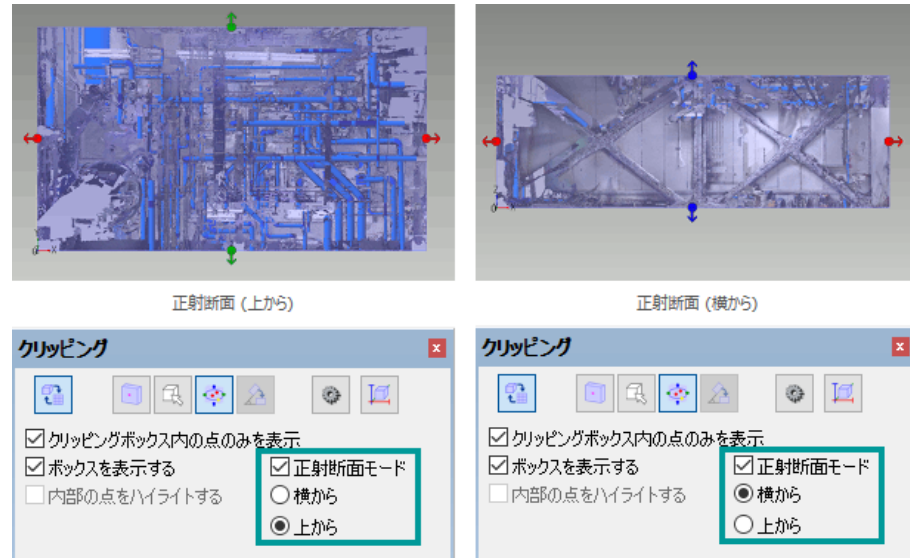 正射断面 (上から)
正射断面 (横から)
クリッピング
クリッピングボックス内の点のみを表示
ボックスを表示する
内部の点をハイライトする
正射断面モード
横から
上から
クリッピング
クリッピングボックス内の点のみを表示
ボックスを表示する
内部の点をハイライトする
正射断面モード
横から
上から